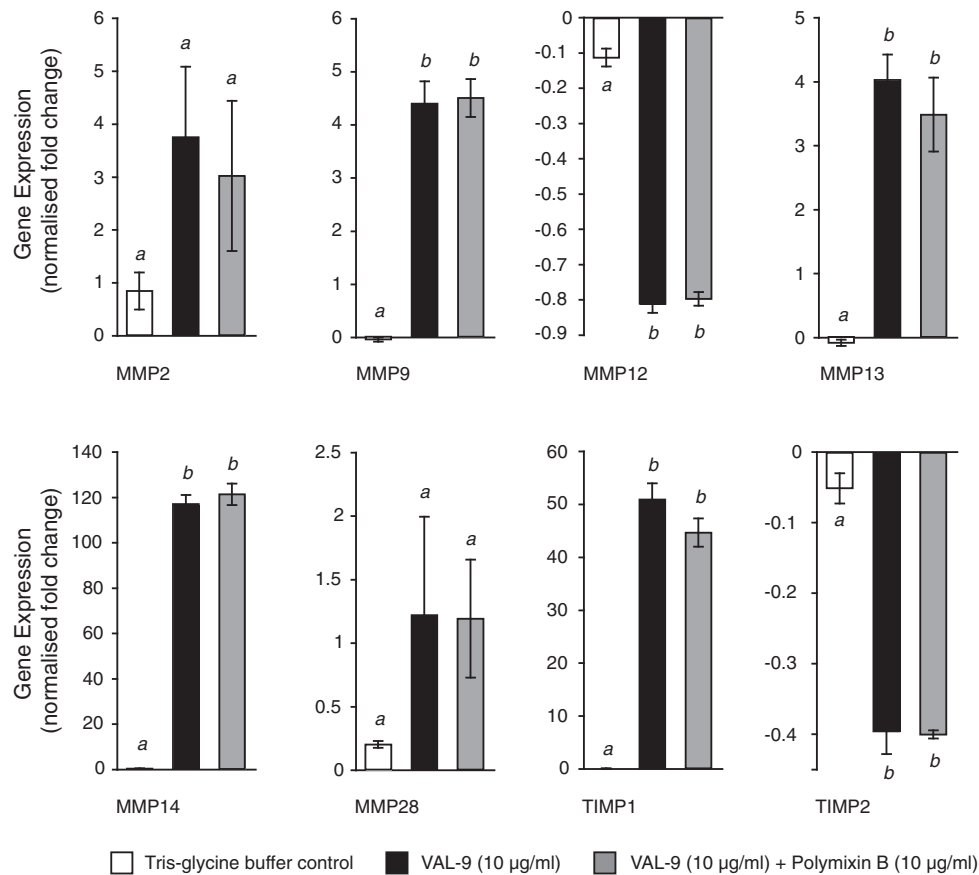 Gene Expression
(normalised fold change)
6
5
4
3
2
1
0
a
a
a
MMP2
6
5
4
3
2
1
0
a
b
b
MMP9
0
-0.1
-0.2
-0.3
-0.4
-0.5
-0.6
-0.7
-0.8
-0.9
a
b
b
MMP12
5
4
3
2
1
0
a
b
b
MMP13
Gene Expression
(normalised fold change)
140
120
100
80
60
40
20
0
a
b
b
MMP14
2.5
2
1.5
1
0.5
0
a
a
a
MMP28
60
50
40
30
20
10
0
a
b
b
TIMP1
0
-0.1
-0.2
-0.3
-0.4
a
b
b
TIMP2
Tris-glycine buffer control
VAL-9 (10 µg/ml)
VAL-9 (10 µg/ml) + Polymixin B (10 µg/ml)